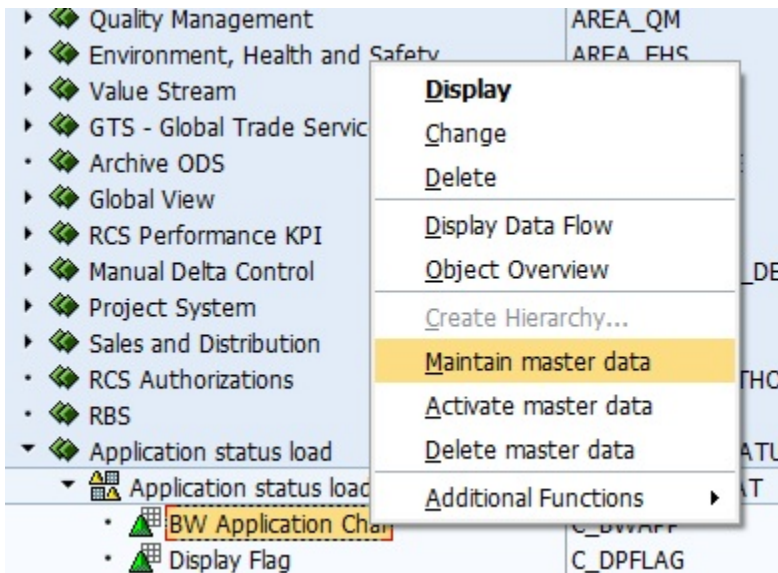 Quality Management AREA_QM
Environment, Health and Safety AREA_EHS
Value Stream
GTS - Global Trade Servic
Archive ODS
Global View
RCS Performance KPI
Manual Delta Control _DE
Project System
Sales and Distribution
RCS Authorizations THO
RBS
Application status load ATU
Application status load AT
BW Application Char C_BWAPP
Display Flag C_DPFLAG
Display
Change
Delete
Display Data Flow
Object Overview
Create Hierarchy...
Maintain master data
Activate master data
Delete master data
Additional Functions